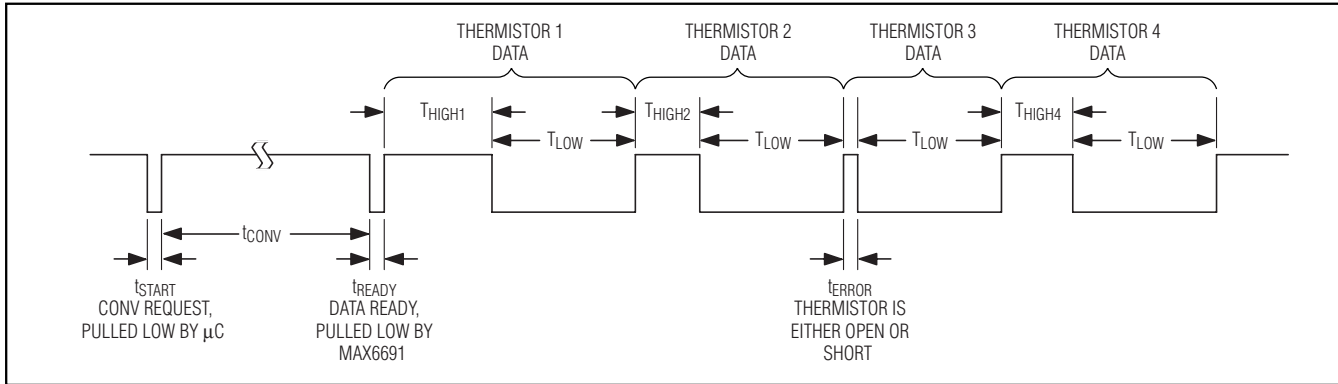 THERMISTOR 1
DATA
THERMISTOR 2
DATA
THERMISTOR 3
DATA
THERMISTOR 4
DATA
THIGH1
THIGH2
THIGH4
TLOW
TLOW
TLOW
TLOW
tCONV
tSTART
CONV REQUEST,
PULLED LOW BY μC
tREADY
DATA READY,
PULLED LOW BY
MAX6691
tERROR
THERMISTOR IS
EITHER OPEN OR
SHORT